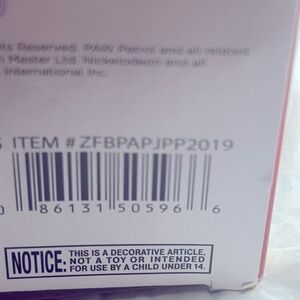 ts Reserved. PAW Patrol and all related
Master Ltd. Nickelodeon and all
International Inc.
S ITEM # ZFBPAPJPP2019
0 86131 50596 6
NOTICE: THIS IS A DECORATIVE ARTICLE,
NOT A TOY OR INTENDED
FOR USE BY A CHILD UNDER 14.